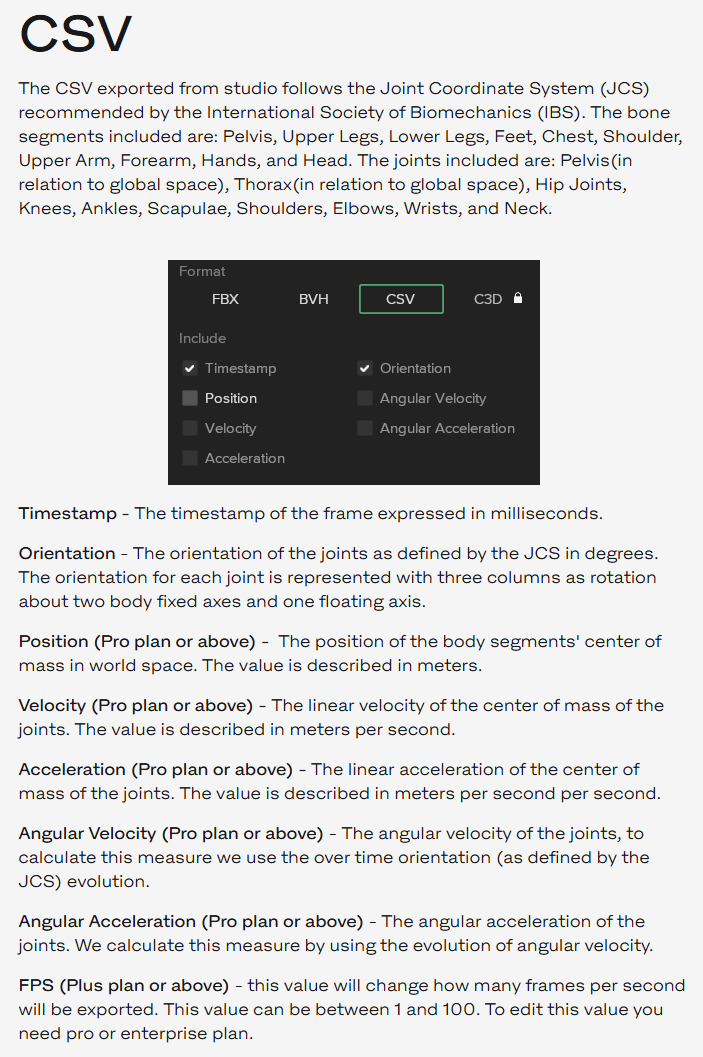 CSV
The CSV exported from studio follows the Joint Coordinate System (JCS)
recommended by the International Society of Biomechanics (IBS). The bone
segments included are: Pelvis, Upper Legs, Lower Legs, Feet, Chest, Shoulder,
Upper Arm, Forearm, Hands, and Head. The joints included are: Pelvis(in
relation to global space), Thorax(in relation to global space), Hip Joints,
Knees, Ankles, Scapulae, Shoulders, Elbows, Wrists, and Neck.
Format
FBX BVH CSV C3D
Include
Timestamp Orientation
Position Angular Velocity
Velocity Angular Acceleration
Acceleration
Timestamp - The timestamp of the frame expressed in milliseconds.
Orientation - The orientation of the joints as defined by the JCS in degrees.
The orientation for each joint is represented with three columns as rotation
about two body fixed axes and one floating axis.
Position (Pro plan or above) - The position of the body segments' center of
mass in world space. The value is described in meters.
Velocity (Pro plan or above) - The linear velocity of the center of mass of the
joints. The value is described in meters per second.
Acceleration (Pro plan or above) - The linear acceleration of the center of
mass of the joints. The value is described in meters per second per second.
Angular Velocity (Pro plan or above) - The angular velocity of the joints, to
calculate this measure we use the over time orientation (as defined by the
JCS) evolution.
Angular Acceleration (Pro plan or above) - The angular acceleration of the
joints. We calculate this measure by using the evolution of angular velocity.
FPS (Plus plan or above) - this value will change how many frames per second
will be exported. This value can be between 1 and 100. To edit this value you
need pro or enterprise plan.